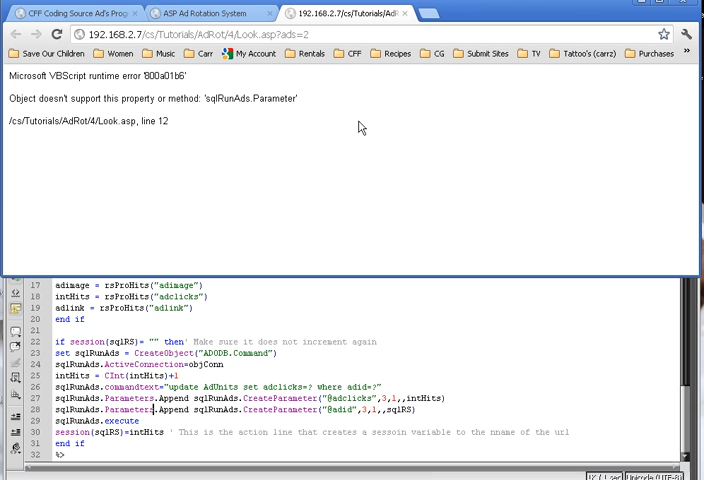 CFF Coding Source Ad's Prog
ASP Ad Rotation System
192.168.2.7/cs/Tutorials/AdR
192.168.2.7/cs/Tutorials/AdRot/4/Look.asp?ads=2
Save Our Children Women Music Carr My Account Rentals CFF Recipes CG Submit Sites TV Tattoo's (carrz) Purchases »
Microsoft VBScript runtime error '800a01b6'
Object doesn't support this property or method: 'sqlRunAds.Parameter'
/cs/Tutorials/AdRot/4/Look.asp, line 12
17 adimage = rsProHits("adimage")
18 intHits = rsProHits("adclicks")
19 adlink = rsProHits("adlink")
20 end if
21
22 if session(sqlRS)= "" then' Make sure it does not increment again
23 set sqlRunAds = CreateObject("ADODB.Command")
24 sqlRunAds.ActiveConnection=objConn
25 intHits = CInt(intHits)+1
26 sqlRunAds.commandtext="update AdUnits set adclicks=? where adid=?"
27 sqlRunAds.Parameters.Append sqlRunAds.CreateParameter("@adclicks",3,1,,intHits)
28 sqlRunAds.Parameters.Append sqlRunAds.CreateParameter("@adid",3,1,,sqlRS)
29 sqlRunAds.execute
30 session(sqlRS)=intHits ' This is the action line that creates a sessoin variable to the nname of the url
31 end if
32 %>
1K / 1 sec Unicode (UTF-8)